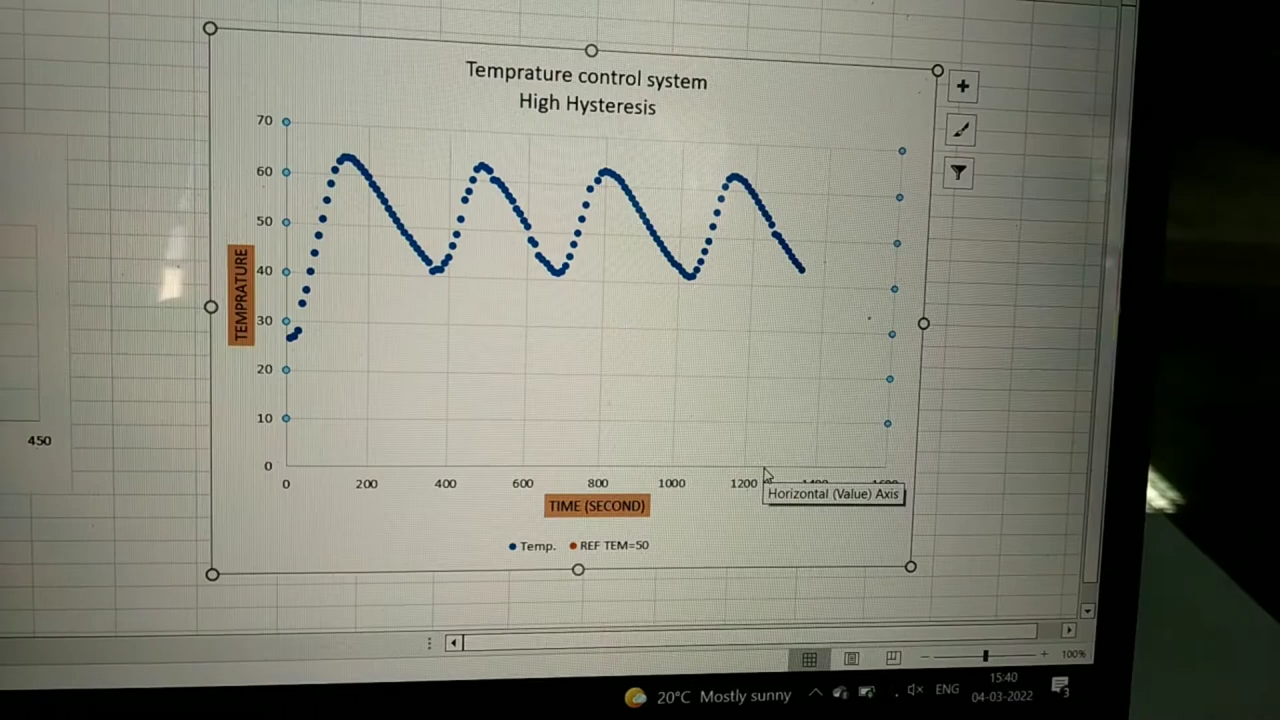 Temprature control system
High Hysteresis
70
60
50
40
30
20
10
0
TEMPRATURE
0 200 400 600 800 1000 1200
TIME (SECOND)
Horizontal (Value) Axis
Temp. REF TEM=50
450
100%
20°C Mostly sunny
ENG
15:40
04-03-2022
3